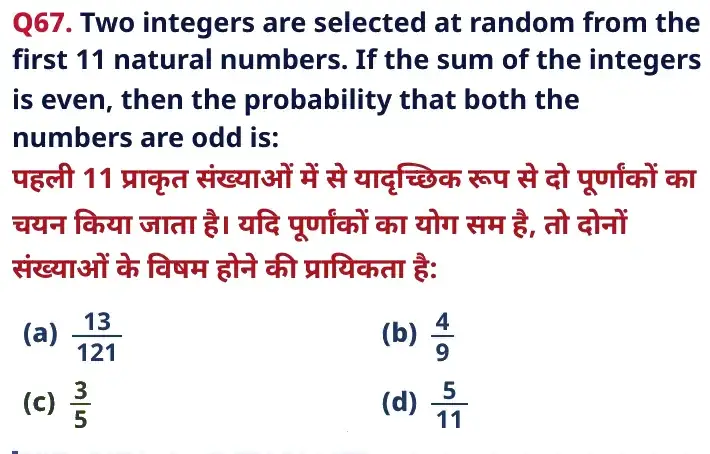 Q67. Two integers are selected at random from the
first 11 natural numbers. If the sum of the integers
is even, then the probability that both the
numbers are odd is:
पहली 11 प्राकृत संख्याओं में से यादृच्छिक रूप से दो पूर्णांकों का
चयन किया जाता है। यदि पूर्णांकों का योग सम है, तो दोनों
संख्याओं के विषम होने की प्रायिकता है:
(a) 13/121 (b) 4/9
(c) 3/5 (d) 5/11